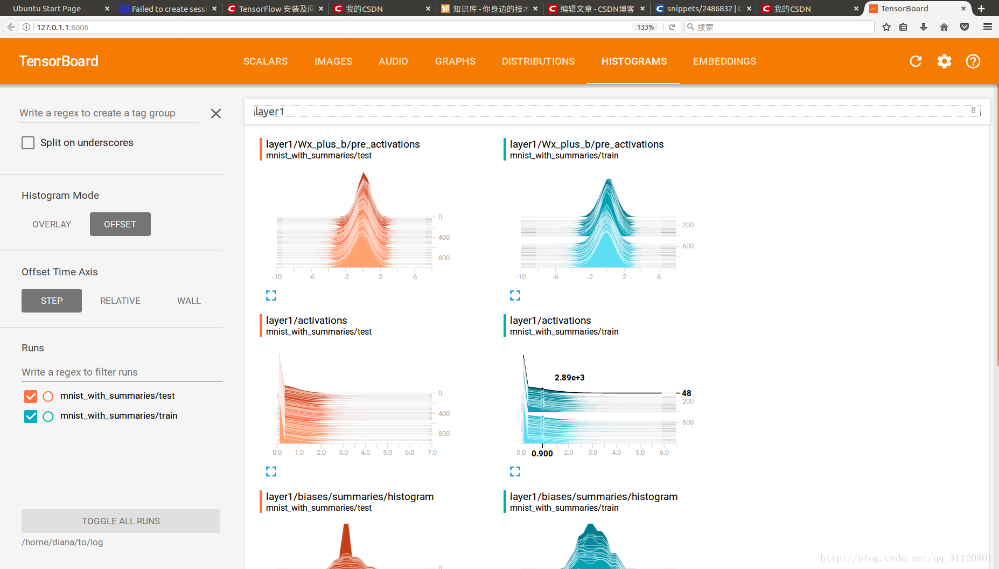 Ubuntu Start Page
Failed to create sessi
TensorFlow 安装及问
我的CSDN
知识库 - 你身边的技术
编辑文章 - CSDN博客
snippets/2486832 | C
我的CSDN
TensorBoard
127.0.1.1:6006
133%
搜索
TensorBoard
SCALARS
IMAGES
AUDIO
GRAPHS
DISTRIBUTIONS
HISTOGRAMS
EMBEDDINGS
Write a regex to create a tag group
Split on underscores
Histogram Mode
OVERLAY
OFFSET
Offset Time Axis
STEP
RELATIVE
WALL
Runs
Write a regex to filter runs
mnist_with_summaries/test
mnist_with_summaries/train
TOGGLE ALL RUNS
/home/diana/to/log
layer1
8
layer1/Wx_plus_b/pre_activations
mnist_with_summaries/test
0
400
800
-10 -6 -2 2 6
layer1/Wx_plus_b/pre_activations
mnist_with_summaries/train
200
600
-10 -6 -2 2 6
layer1/activations
mnist_with_summaries/test
0
400
800
0.0 1.0 2.0 3.0 4.0 5.0 6.0 7.0
layer1/activations
mnist_with_summaries/train
2.89e+3
48
200
600
0.0 0.900 2.0 3.0 4.0 5.0 6.0
layer1/biases/summaries/histogram
mnist_with_summaries/test
layer1/biases/summaries/histogram
mnist_with_summaries/train
http://blog.csdn.net/qq_31120801